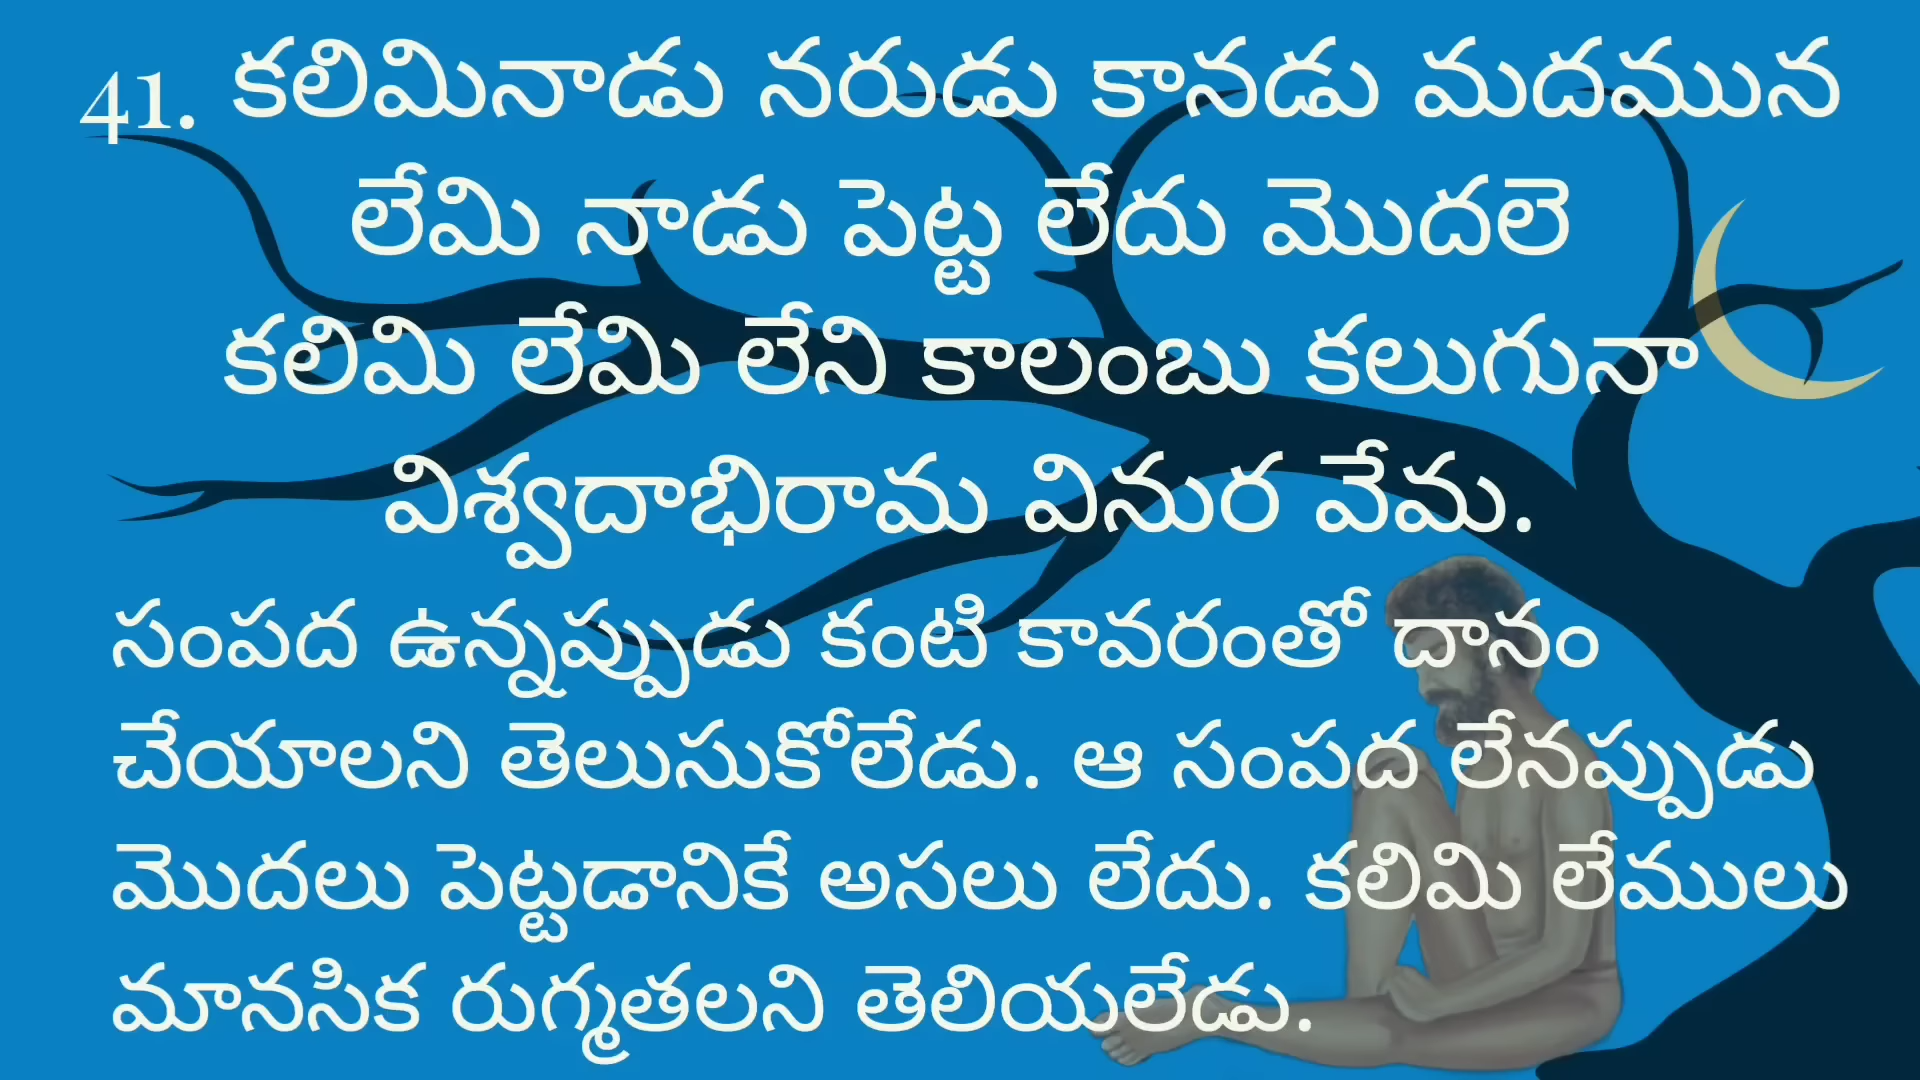 41. కలిమినాడు నరుడు కానడు మదమున
లేమి నాడు పెట్ట లేదు మొదలె
కలిమి లేమి లేని కాలంబు కలుగునా
విశ్వదాభిరామ వినుర వేమ.
సంపద ఉన్నప్పుడు కంటి కావరంతో దానం
చేయాలని తెలుసుకోలేడు. ఆ సంపద లేనప్పుడు
మొదలు పెట్టడానికే అసలు లేదు. కలిమి లేములు
మానసిక రుగ్మతలని తెలియలేడు.